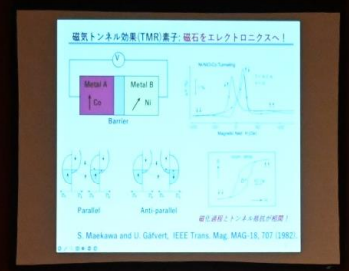 磁気トンネル効果(TMR)素子: 磁石をエレクトロニクスへ！
V
Metal A
Metal B
Co
Ni
Barrier
Parallel
Anti-parallel
磁化過程とトンネル抵抗が相関！
S. Maekawa and U. Gäfvert, IEEE Trans. Mag. MAG-18, 707 (1982)